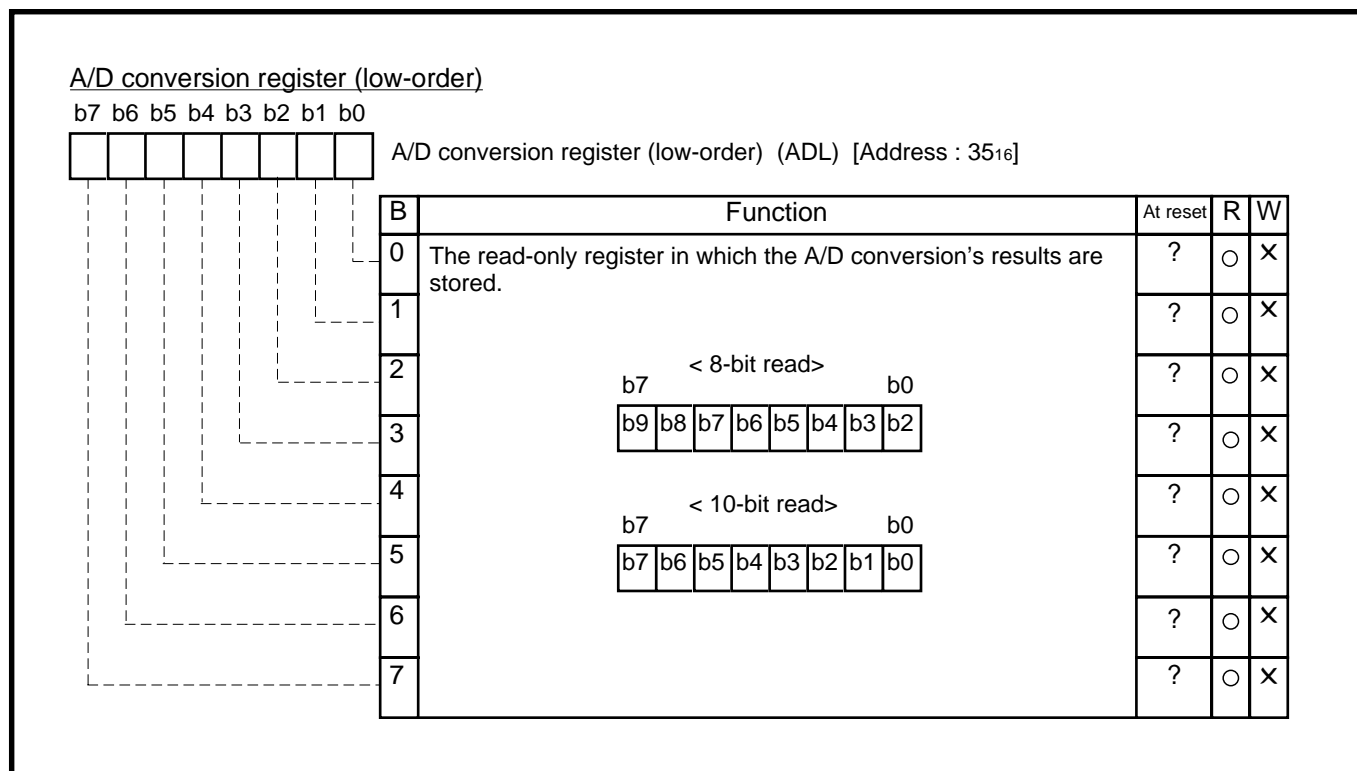 A/D conversion register (low-order)
b7 b6 b5 b4 b3 b2 b1 b0
A/D conversion register (low-order) (ADL) [Address : 35₁₆]
B Function At reset R W
0 The read-only register in which the A/D conversion’s results are ? ○ ×
stored.
1 ? ○ ×
2 ? ○ ×
< 8-bit read>
b7 b0
b9 b8 b7 b6 b5 b4 b3 b2
3 ? ○ ×
4 ? ○ ×
< 10-bit read>
b7 b0
b7 b6 b5 b4 b3 b2 b1 b0
5 ? ○ ×
6 ? ○ ×
7 ? ○ ×